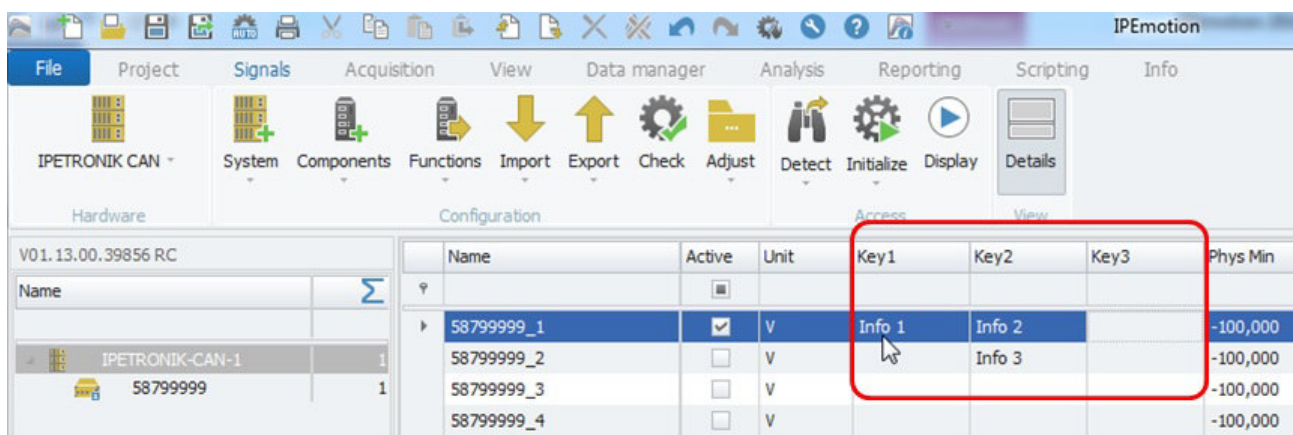 IPEmotion
File Project Signals Acquisition View Data manager Analysis Reporting Scripting Info
AUTO
IPETRONIK CAN System Components Functions Import Export Check Adjust Detect Initialize Display Details
Hardware Configuration Access View
V01.13.00.39856 RC
Name Active Unit Key1 Key2 Key3 Phys Min
Name Σ
58799999_1 V Info 1 Info 2 -100,000
IPETRONIK-CAN-1 1 58799999_2 V Info 3 -100,000
58799999 1 58799999_3 V -100,000
58799999_4 V -100,000